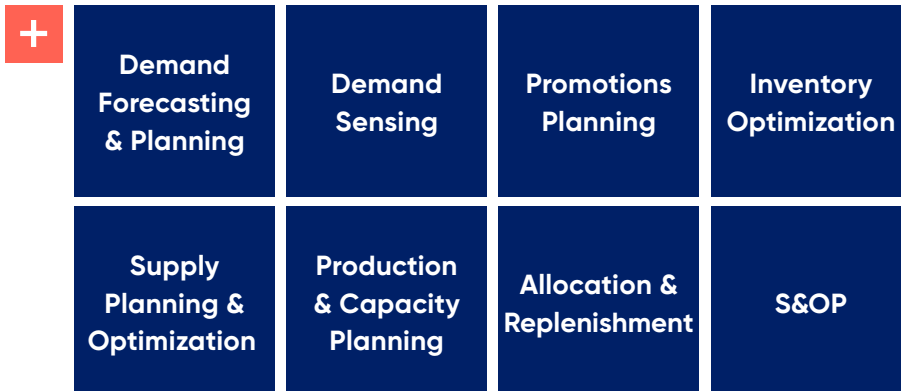 +
Demand
Forecasting
& Planning
Demand
Sensing
Promotions
Planning
Inventory
Optimization
Supply
Planning &
Optimization
Production
& Capacity
Planning
Allocation &
Replenishment
S&OP